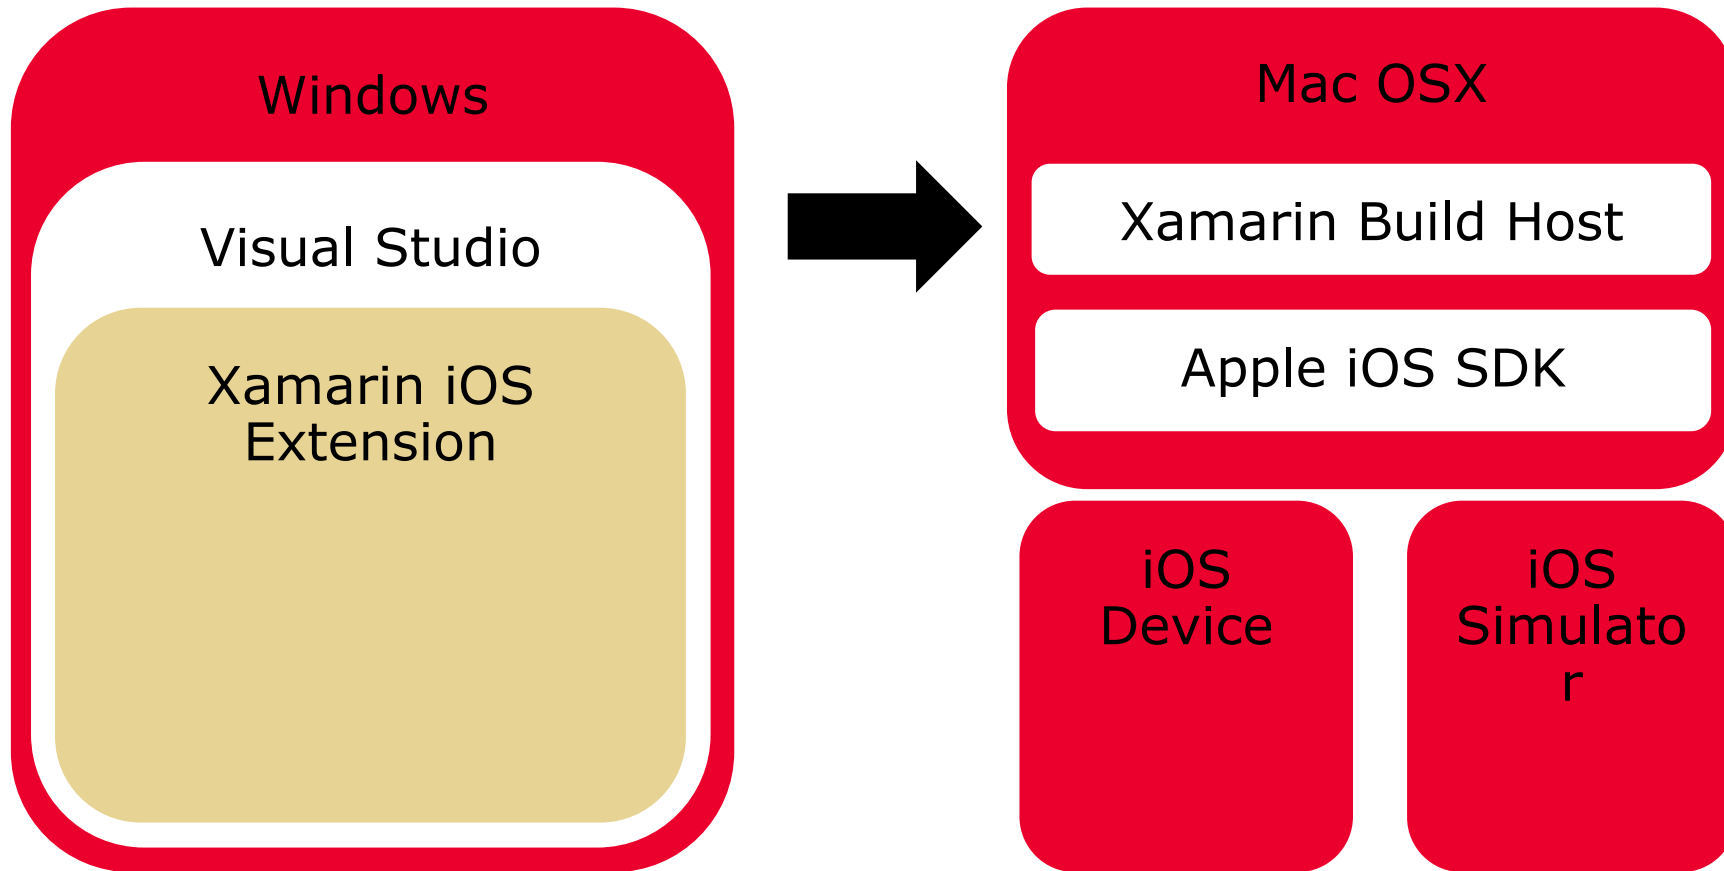 Windows
Visual Studio
Xamarin iOS
Extension
Mac OSX
Xamarin Build Host
Apple iOS SDK
iOS
Device
iOS
Simulato
r